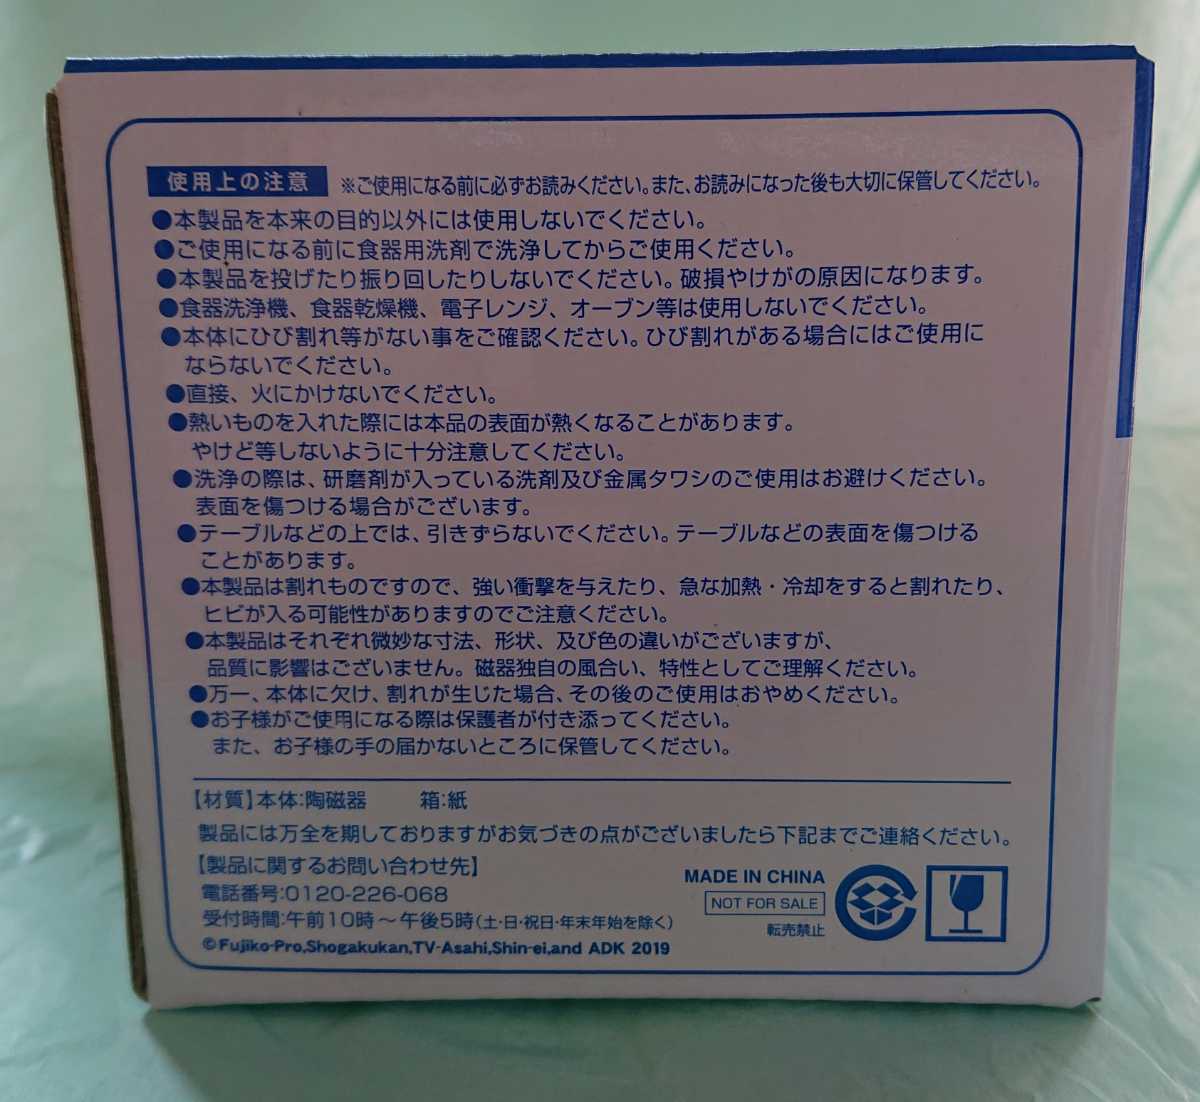 使用上の注意 ※ご使用になる前に必ずお読みください。また、お読みになった後も大切に保管してください。
●本製品を本来の目的以外には使用しないでください。
●ご使用になる前に食器用洗剤で洗浄してからご使用ください。
●本製品を投げたり振り回したりしないでください。破損やけがの原因になります。
●食器洗浄機、食器乾燥機、電子レンジ、オーブン等は使用しないでください。
●本体にひび割れ等がない事をご確認ください。ひび割れがある場合にはご使用に
ならないでください。
●直接、火にかけないでください。
●熱いものを入れた際には本品の表面が熱くなることがあります。
やけど等しないように十分注意してください。
●洗浄の際は、研磨剤が入っている洗剤及び金属タワシのご使用はお避けください。
表面を傷つける場合がございます。
●テーブルなどの上では、引きずらないでください。テーブルなどの表面を傷つける
ことがあります。
●本製品は割れものですので、強い衝撃を与えたり、急な加熱・冷却をすると割れたり、
ヒビが入る可能性がありますのでご注意ください。
●本製品はそれぞれ微妙な寸法、形状、及び色の違いがございますが、
品質に影響はございません。磁器独自の風合い、特性としてご理解ください。
●万一、本体に欠け、割れが生じた場合、その後のご使用はおやめください。
●お子様がご使用になる際は保護者が付き添ってください。
また、お子様の手の届かないところに保管してください。
【材質】本体:陶磁器 箱:紙
製品には万全を期しておりますがお気づきの点がございましたら下記までご連絡ください。
【製品に関するお問い合わせ先】
電話番号:0120-226-068
受付時間:午前10時～午後5時(土・日・祝日・年末年始を除く)
©Fujiko-Pro,Shogakukan,TV-Asahi,Shin-ei,and ADK 2019
MADE IN CHINA
NOT FOR SALE
転売禁止